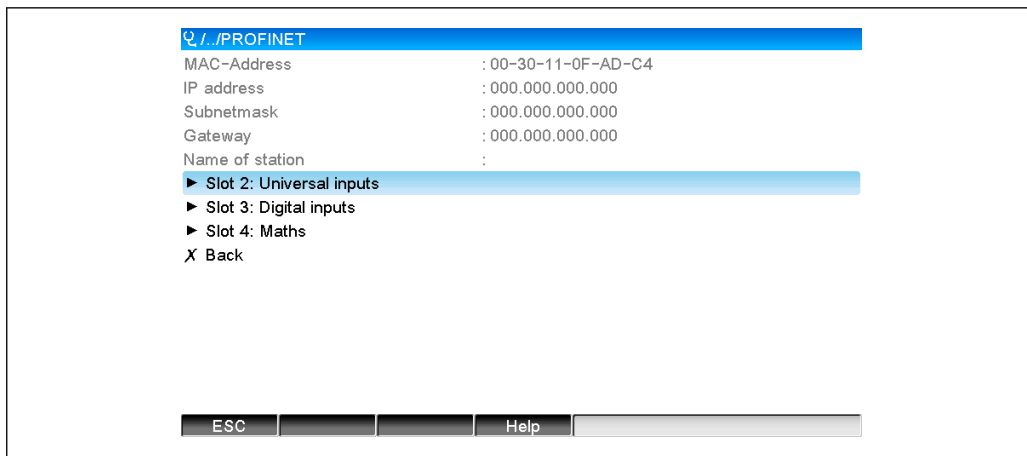 /../PROFINET
MAC-Address : 00-30-11-0F-AD-C4
IP address : 000.000.000.000
Subnetmask : 000.000.000.000
Gateway : 000.000.000.000
Name of station :
► Slot 2: Universal inputs
► Slot 3: Digital inputs
► Slot 4: Maths
X Back
ESC Help